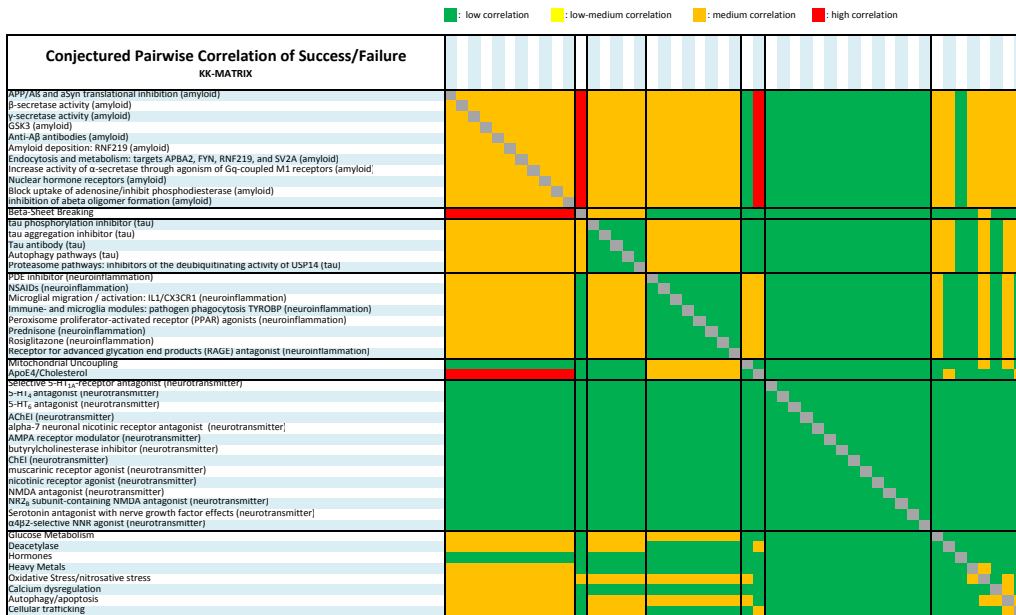 : low correlation
: low-medium correlation
: medium correlation
: high correlation
Conjectured Pairwise Correlation of Success/Failure
KK-MATRIX
APP/Aß and aSyn translational inhibition (amyloid)
β-secretase activity (amyloid)
γ-secretase activity (amyloid)
GSK3 (amyloid)
Anti-Aβ antibodies (amyloid)
Amyloid deposition: RNF219 (amyloid)
Endocytosis and metabolism: targets APBA2, FYN, RNF219, and SV2A (amyloid)
Increase activity of α-secretase through agonism of Gq-coupled M1 receptors (amyloid)
Nuclear hormone receptors (amyloid)
Block uptake of adenosine/inhibit phosphodiesterase (amyloid)
inhibition of abeta oligomer formation (amyloid)
Beta-Sheet Breaking
tau phosphorylation inhibitor (tau)
tau aggregation inhibitor (tau)
Tau antibody (tau)
Autophagy pathways (tau)
Proteasome pathways: inhibitors of the deubiquitinating activity of USP14 (tau)
PDE inhibitor (neuroinflammation)
NSAIDs (neuroinflammation)
Microglial migration / activation: IL1/CX3CR1 (neuroinflammation)
Immune- and microglia modules: pathogen phagocytosis TYROBP (neuroinflammation)
Peroxisome proliferator-activated receptor (PPAR) agonists (neuroinflammation)
Prednisone (neuroinflammation)
Rosiglitazone (neuroinflammation)
Receptor for advanced glycation end products (RAGE) antagonist (neuroinflammation)
Mitochondrial Uncoupling
ApoE4/Cholesterol
Selective 5-HT1A-receptor antagonist (neurotransmitter)
5-HT4 antagonist (neurotransmitter)
5-HT6 antagonist (neurotransmitter)
AChEI (neurotransmitter)
alpha-7 neuronal nicotinic receptor antagonist (neurotransmitter)
AMPA receptor modulator (neurotransmitter)
butyrylcholinesterase inhibitor (neurotransmitter)
ChEI (neurotransmitter)
muscarinic receptor agonist (neurotransmitter)
nicotinic receptor agonist (neurotransmitter)
NMDA antagonist (neurotransmitter)
NR2B subunit-containing NMDA antagonist (neurotransmitter)
Serotonin antagonist with nerve growth factor effects (neurotransmitter)
α4β2-selective NNR agonist (neurotransmitter)
Glucose Metabolism
Deacetylase
Hormones
Heavy Metals
Oxidative Stress/nitrosative stress
Calcium dysregulation
Autophagy/apoptosis
Cellular trafficking